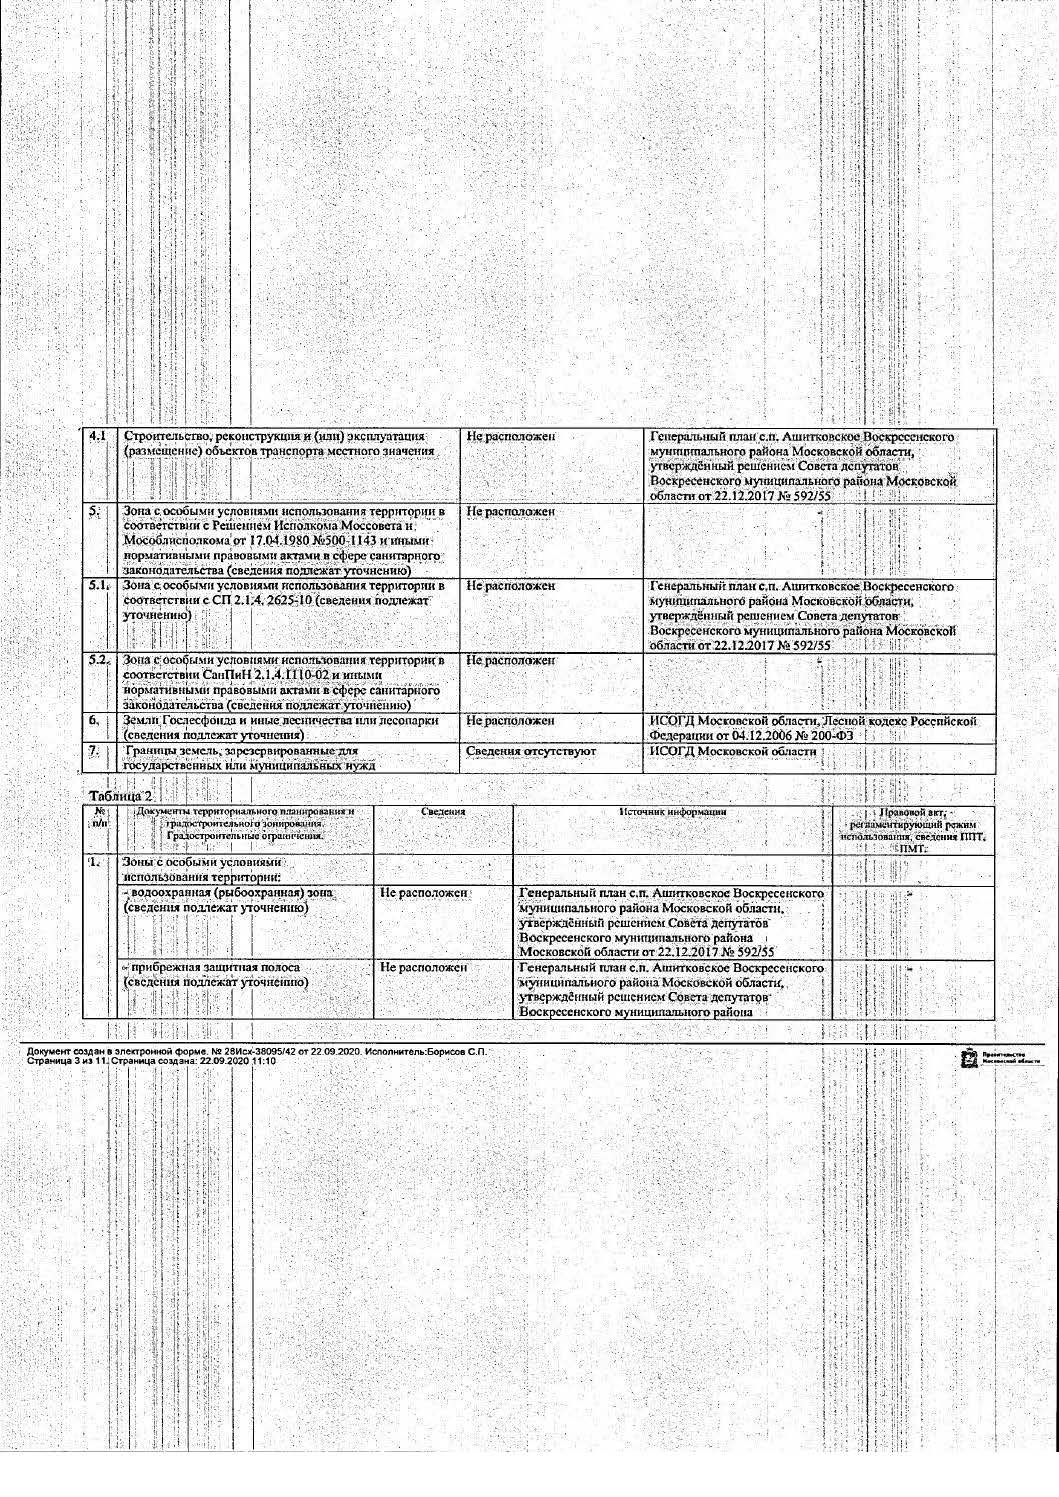 4.1
Строительство, реконструкция и (или) эксплуатация
(размещение) объектов транспорта местного значения
Не расположен
Генеральный план с.п. Ашитковское Воскресенского
муниципального района Московской области,
утверждённый решением Совета депутатов
Воскресенского муниципального района Московской
области от 22.12.2017 № 592/55
5.
Зона с особыми условиями использования территории в
соответствии с Решением Исполкома Моссовета и
Мособлисполкома от 17.04.1980 №500-1143 и иными
нормативными правовыми актами в сфере санитарного
законодательства (сведения подлежат уточнению)
Не расположен
-
5.1.
Зона с особыми условиями использования территории в
соответствии с СП 2.1.4. 2625-10 (сведения подлежат
уточнению)
Не расположен
Генеральный план с.п. Ашитковское Воскресенского
муниципального района Московской области,
утверждённый решением Совета депутатов
Воскресенского муниципального района Московской
области от 22.12.2017 № 592/55
5.2.
Зона с особыми условиями использования территории в
соответствии СанПиН 2.1.4.1110-02 и иными
нормативными правовыми актами в сфере санитарного
законодательства (сведения подлежат уточнению)
Не расположен
-
6.
Земли Гослесфонда и иные лесничества или лесопарки
(сведения подлежат уточнения)
Не расположен
ИСОГД Московской области, Лесной кодекс Российской
Федерации от 04.12.2006 № 200-ФЗ
7.
Границы земель, зарезервированные для
государственных или муниципальных нужд
Сведения отсутствуют
ИСОГД Московской области
Таблица 2
№
п/п
Документы территориального планирования и
градостроительного зонирования.
Градостроительные ограничения.
Сведения
Источник информации
Правовой акт,
регламентирующий режим
использования, сведения ППТ,
ПМТ.
1.
Зоны с особыми условиями
использования территории:
- водоохранная (рыбоохранная) зона
(сведения подлежат уточнению)
Не расположен
Генеральный план с.п. Ашитковское Воскресенского
муниципального района Московской области,
утверждённый решением Совета депутатов
Воскресенского муниципального района
Московской области от 22.12.2017 № 592/55
-
- прибрежная защитная полоса
(сведения подлежат уточнению)
Не расположен
Генеральный план с.п. Ашитковское Воскресенского
муниципального района Московской области,
утверждённый решением Совета депутатов
Воскресенского муниципального района
-
Документ создан в электронной форме. № 28Исх-38095/42 от 22.09.2020. Исполнитель:Борисов С.П.
Страница 3 из 11. Страница создана: 22.09.2020 11:10
Правительство
Московской области